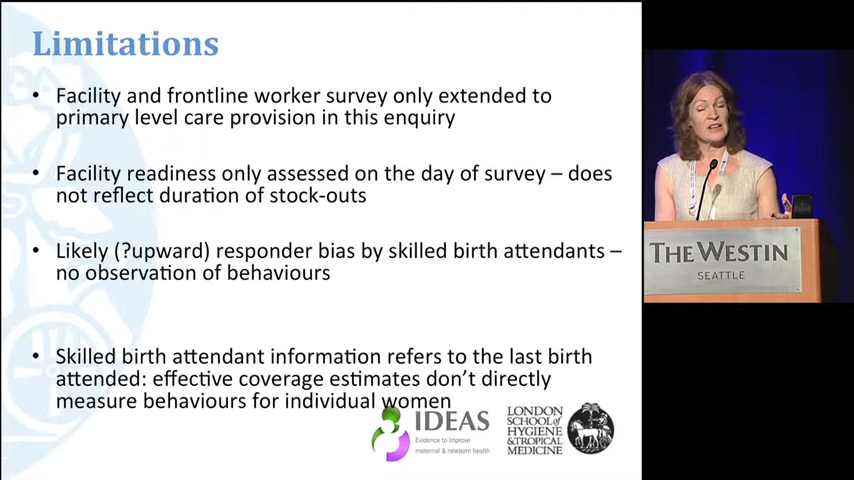 Limitations
• Facility and frontline worker survey only extended to
primary level care provision in this enquiry
• Facility readiness only assessed on the day of survey – does
not reflect duration of stock-outs
• Likely (?upward) responder bias by skilled birth attendants –
no observation of behaviours
• Skilled birth attendant information refers to the last birth
attended: effective coverage estimates don't directly
measure behaviours for individual women
IDEAS
Evidence to improve
maternal & newborn health
LONDON
SCHOOL of
HYGIENE
& TROPICAL
MEDICINE
THE WESTIN
SEATTLE